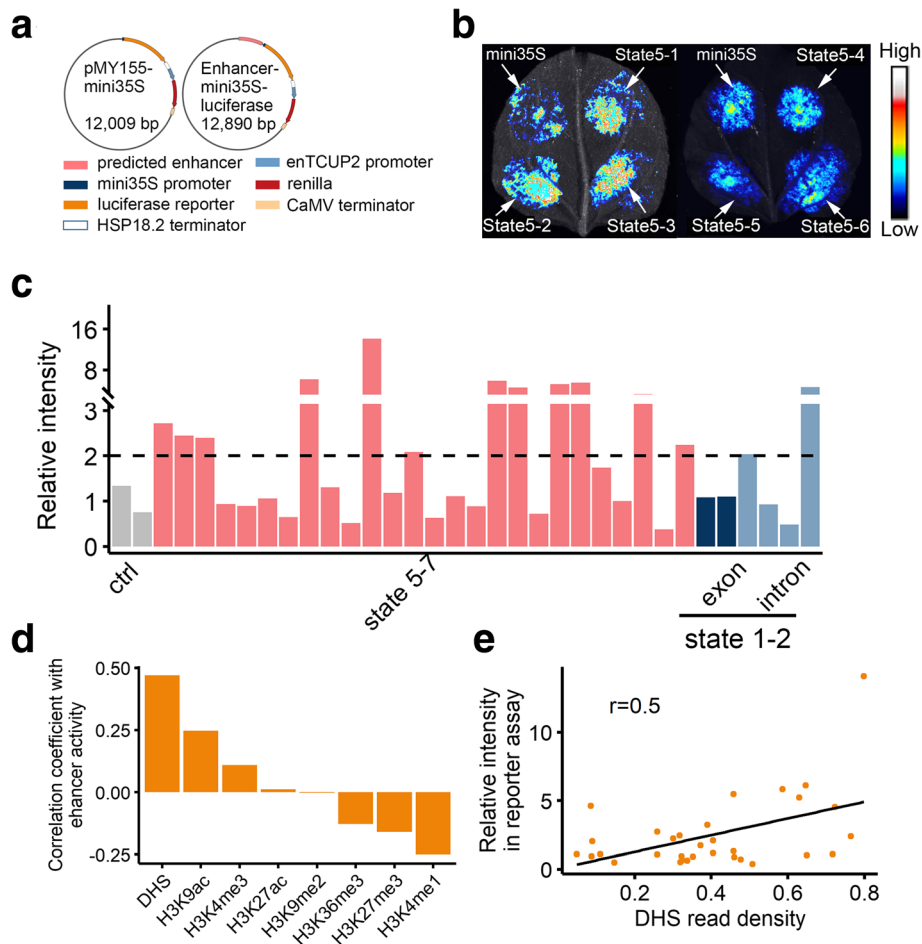 a
pMY155-
mini35S
12,009 bp
Enhancer-
mini35S-
luciferase
12,890 bp
predicted enhancer
mini35S promoter
luciferase reporter
HSP18.2 terminator
enTCUP2 promoter
renilla
CaMV terminator
b
mini35S
State5-1
State5-2
State5-3
mini35S
State5-4
State5-5
State5-6
High
Low
c
Relative intensity
16
8
3
2
1
0
ctrl
state 5-7
exon
intron
state 1-2
d
Correlation coefficient with
ehancer activity
0.50
0.25
0.00
-0.25
DHS
H3K9ac
H3K4me3
H3K27ac
H3K9me2
H3K36me3
H3K27me3
H3K4me1
e
Relative intensity
in reporter assay
10
5
0
r=0.5
0.2
0.4
0.6
0.8
DHS read density